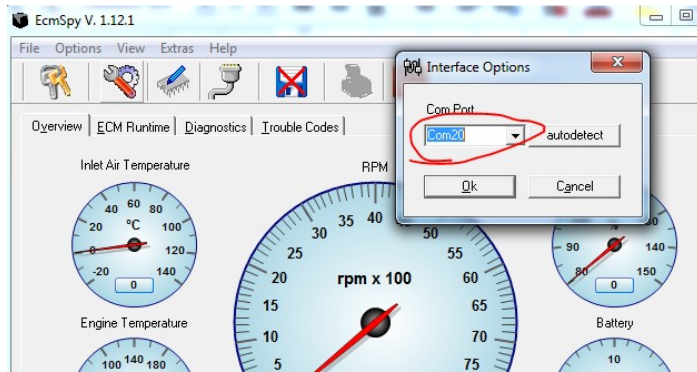 EcmSpy V. 1.12.1
File Options View Extras Help
Interface Options
Com Port
Com20
autodetect
Ok
Cancel
Overview
ECM Runtime
Diagnostics
Trouble Codes
Inlet Air Temperature
-20
0
20
40
60
80
100
120
140
°C
0
RPM
5
10
15
20
25
30
35
40
50
55
60
65
70
75
rpm x 100
80
90
140
150
%
0
Engine Temperature
100
140
180
Battery
10